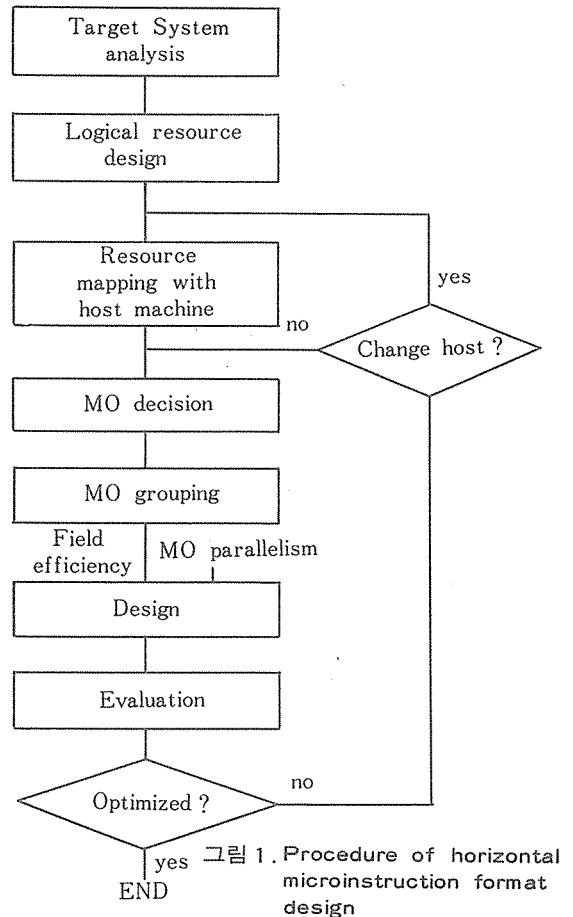 Target System
analysis
Logical resource
design
Resource
mapping with
host machine
yes
no
Change host ?
MO decision
MO grouping
Field
efficiency
MO parallelism
Design
Evaluation
Optimized ?
no
yes
END
그림 1. Procedure of horizontal
microinstruction format
design